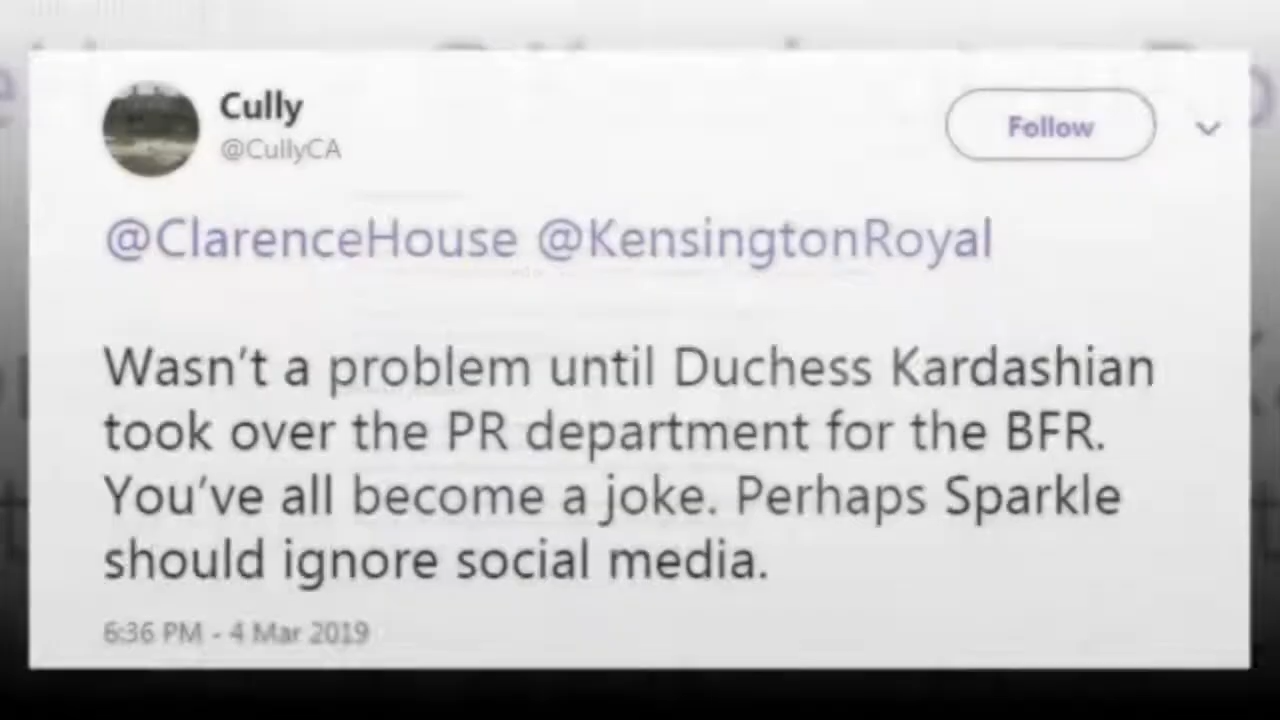 Cully
@CullyCA
Follow
@ClarenceHouse @KensingtonRoyal
Wasn't a problem until Duchess Kardashian
took over the PR department for the BFR.
You've all become a joke. Perhaps Sparkle
should ignore social media.
6:36 PM - 4 Mar 2019